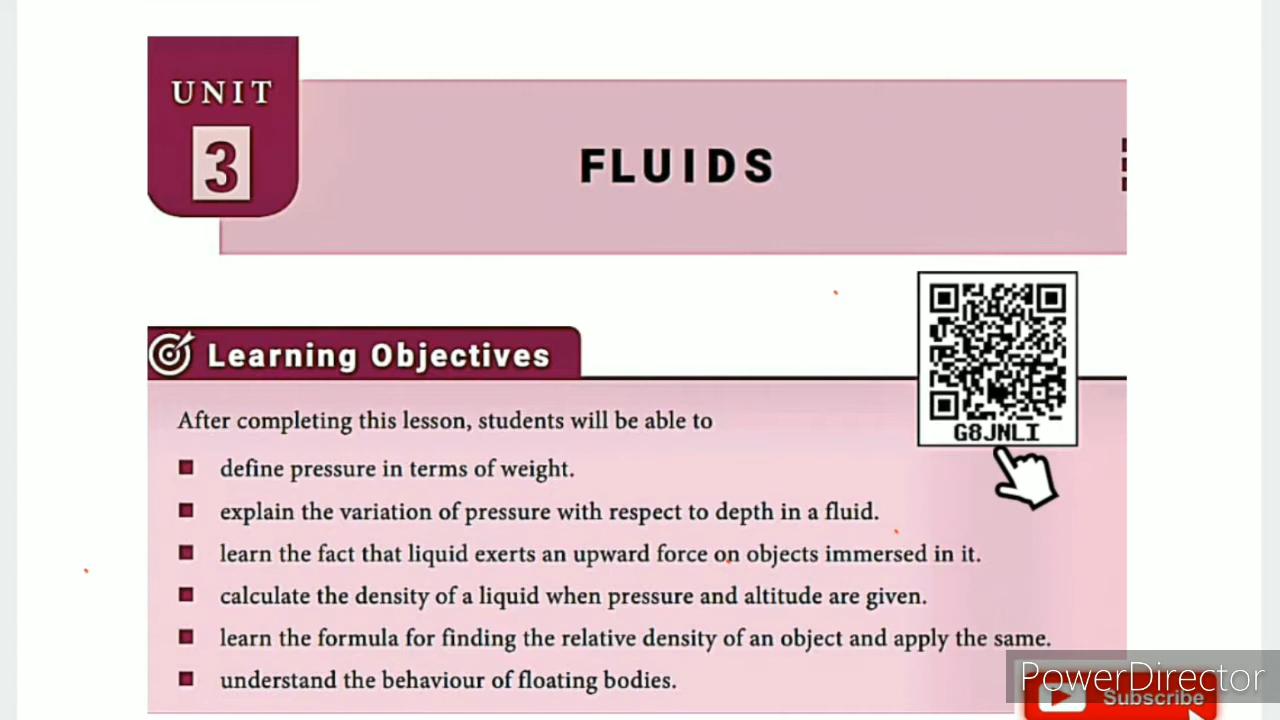 UNIT
3
FLUIDS
Learning Objectives
G8JNLI
After completing this lesson, students will be able to
define pressure in terms of weight.
explain the variation of pressure with respect to depth in a fluid.
learn the fact that liquid exerts an upward force on objects immersed in it.
calculate the density of a liquid when pressure and altitude are given.
learn the formula for finding the relative density of an object and apply the same.
understand the behaviour of floating bodies.
PowerDirector
Subscribe